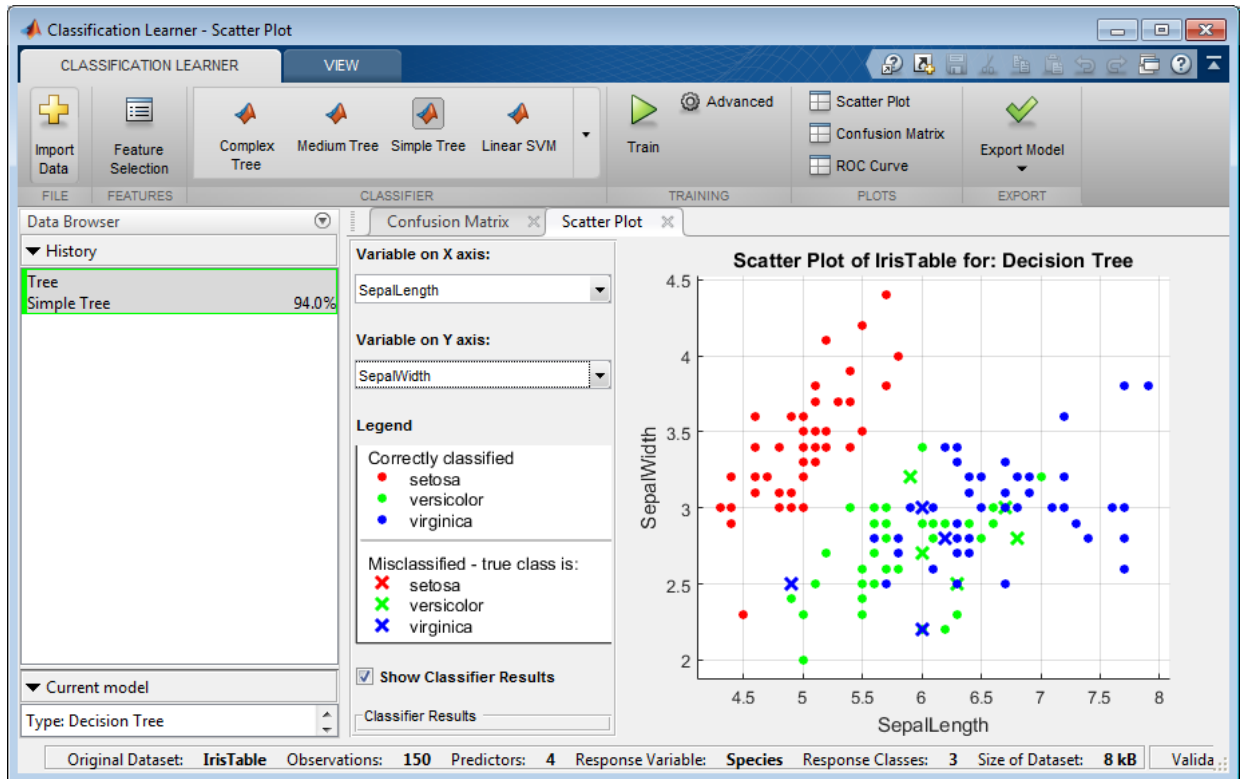 Classification Learner - Scatter Plot
CLASSIFICATION LEARNER VIEW
Import Data
Feature Selection
Complex Tree
Medium Tree
Simple Tree
Linear SVM
Train
Advanced
Scatter Plot
Confusion Matrix
ROC Curve
Export Model
FILE FEATURES CLASSIFIER TRAINING PLOTS EXPORT
Data Browser
History
Tree
Simple Tree 94.0%
Current model
Type: Decision Tree
Confusion Matrix Scatter Plot
Variable on X axis:
SepalLength
Variable on Y axis:
SepalWidth
Legend
Correctly classified
setosa
versicolor
virginica
Misclassified - true class is:
setosa
versicolor
virginica
Show Classifier Results
Classifier Results
Scatter Plot of IrisTable for: Decision Tree
4.5
4
3.5
3
2.5
2
SepalWidth
4.5 5 5.5 6 6.5 7 7.5 8
SepalLength
Original Dataset: IrisTable Observations: 150 Predictors: 4 Response Variable: Species Response Classes: 3 Size of Dataset: 8 kB Valida